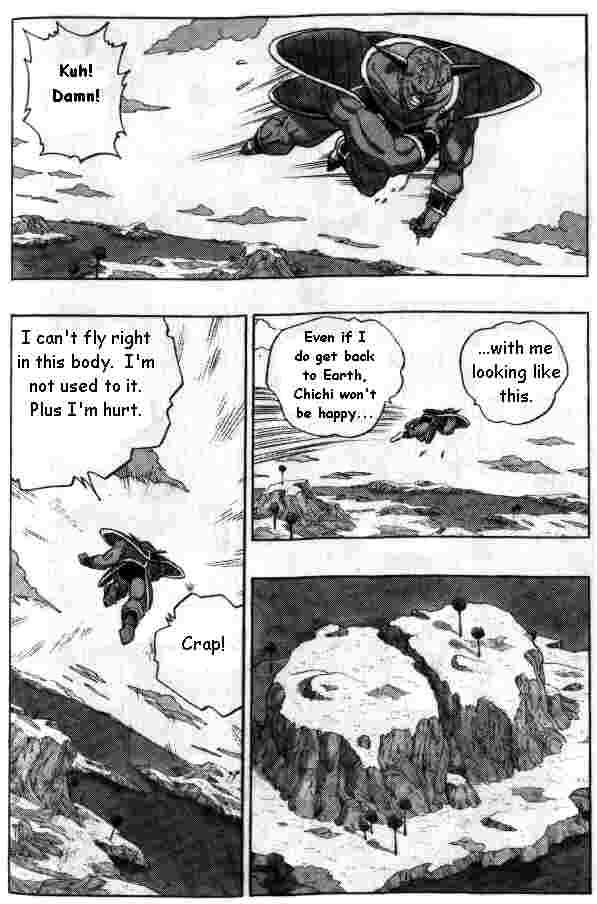 Kuh!
Damn!
I can't fly right
in this body. I'm
not used to it.
Plus I'm hurt.
Crap!
Even if I
do get back
to Earth,
Chichi won't
be happy...
...with me
looking like
this.